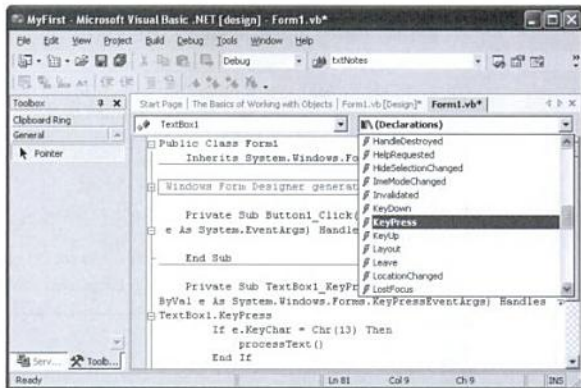 MyFirst - Microsoft Visual Basic .NET [design] - Form1.vb*
File Edit View Project Build Debug Tools Window Help
Debug txtNotes
Toolbox
Clipboard Ring
General
Pointer
Serv... Toolb...
Start Page The Basics of Working with Objects Form1.vb [Design]* Form1.vb*
TextBox1 (Declarations)
Public Class Form1
Inherits System.Windows.Fo
Windows Form Designer generat
Private Sub Button1_Click(
e As System.EventArgs) Handle
End Sub
Private Sub TextBox1_KeyPr
ByVal e As System.Windows.Forms.KeyPressEventArgs) Handles
TextBox1.KeyPress
If e.KeyChar = Chr(13) Then
processText()
End If
HandleDestroyed
HelpRequested
HideSelectionChanged
ImeModeChanged
Invalidated
KeyDown
KeyPress
KeyUp
Layout
Leave
LocationChanged
LostFocus
Ready Ln 81 Col 9 Ch 9 INS